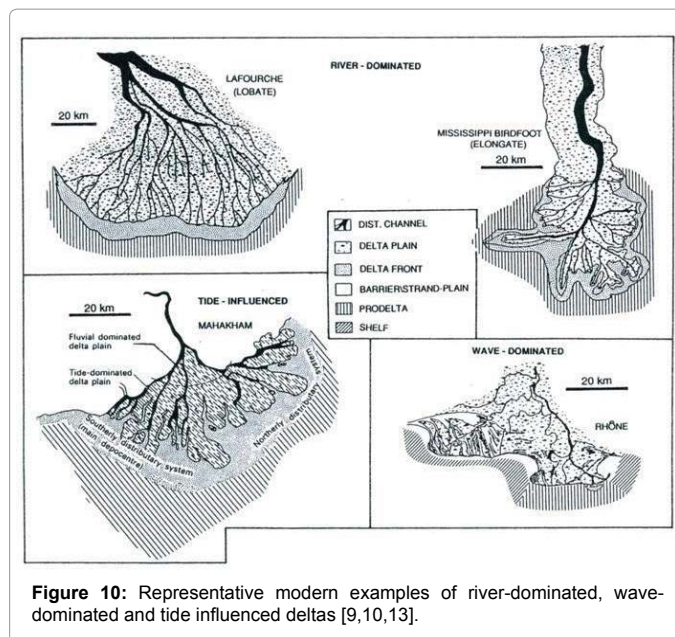 RIVER - DOMINATED
LAFOURCHE
(LOBATE)
20 km
MISSISSIPPI BIRDFOOT
(ELONGATE)
20 km
DIST. CHANNEL
DELTA PLAIN
DELTA FRONT
BARRIER\STRAND-PLAIN
PRODELTA
SHELF
TIDE - INFLUENCED
20 km
MAHAKHAM
Fluvial dominated
delta plain
Tide-dominated
delta plain
Southerly distributary system
(main depocentre)
Northerly distributary
system
WAVE - DOMINATED
20 km
RHÔNE
Figure 10: Representative modern examples of river-dominated, wave-
dominated and tide influenced deltas [9,10,13].